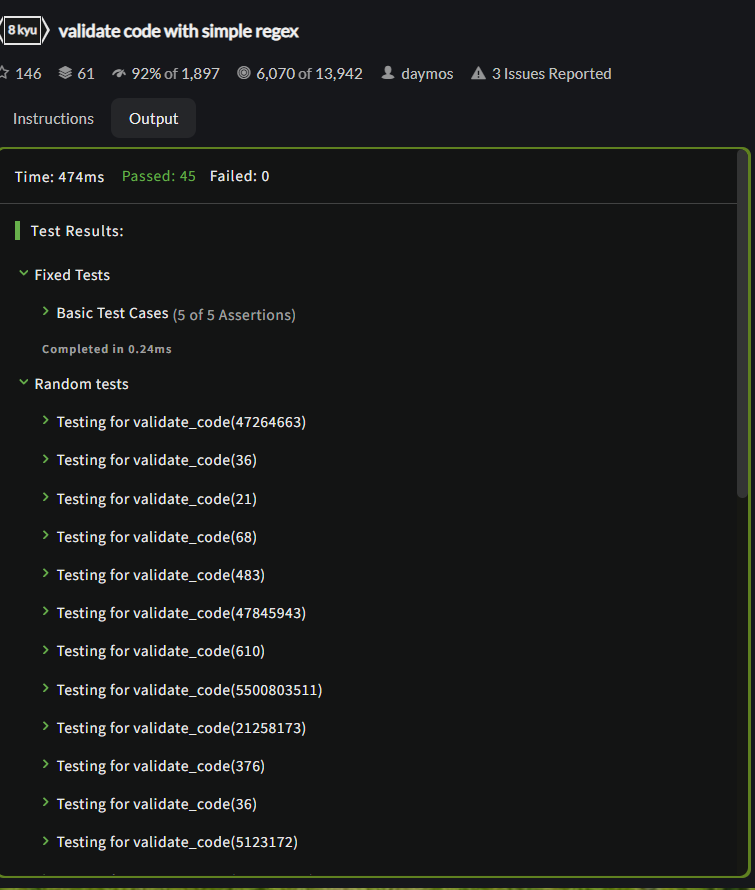 8 kyu validate code with simple regex
146 61 92% of 1,897 6,070 of 13,942 daymos 3 Issues Reported
Instructions Output
Time: 474ms Passed: 45 Failed: 0
Test Results:
Fixed Tests
Basic Test Cases (5 of 5 Assertions)
Completed in 0.24ms
Random tests
Testing for validate_code(47264663)
Testing for validate_code(36)
Testing for validate_code(21)
Testing for validate_code(68)
Testing for validate_code(483)
Testing for validate_code(47845943)
Testing for validate_code(610)
Testing for validate_code(5500803511)
Testing for validate_code(21258173)
Testing for validate_code(376)
Testing for validate_code(36)
Testing for validate_code(5123172)